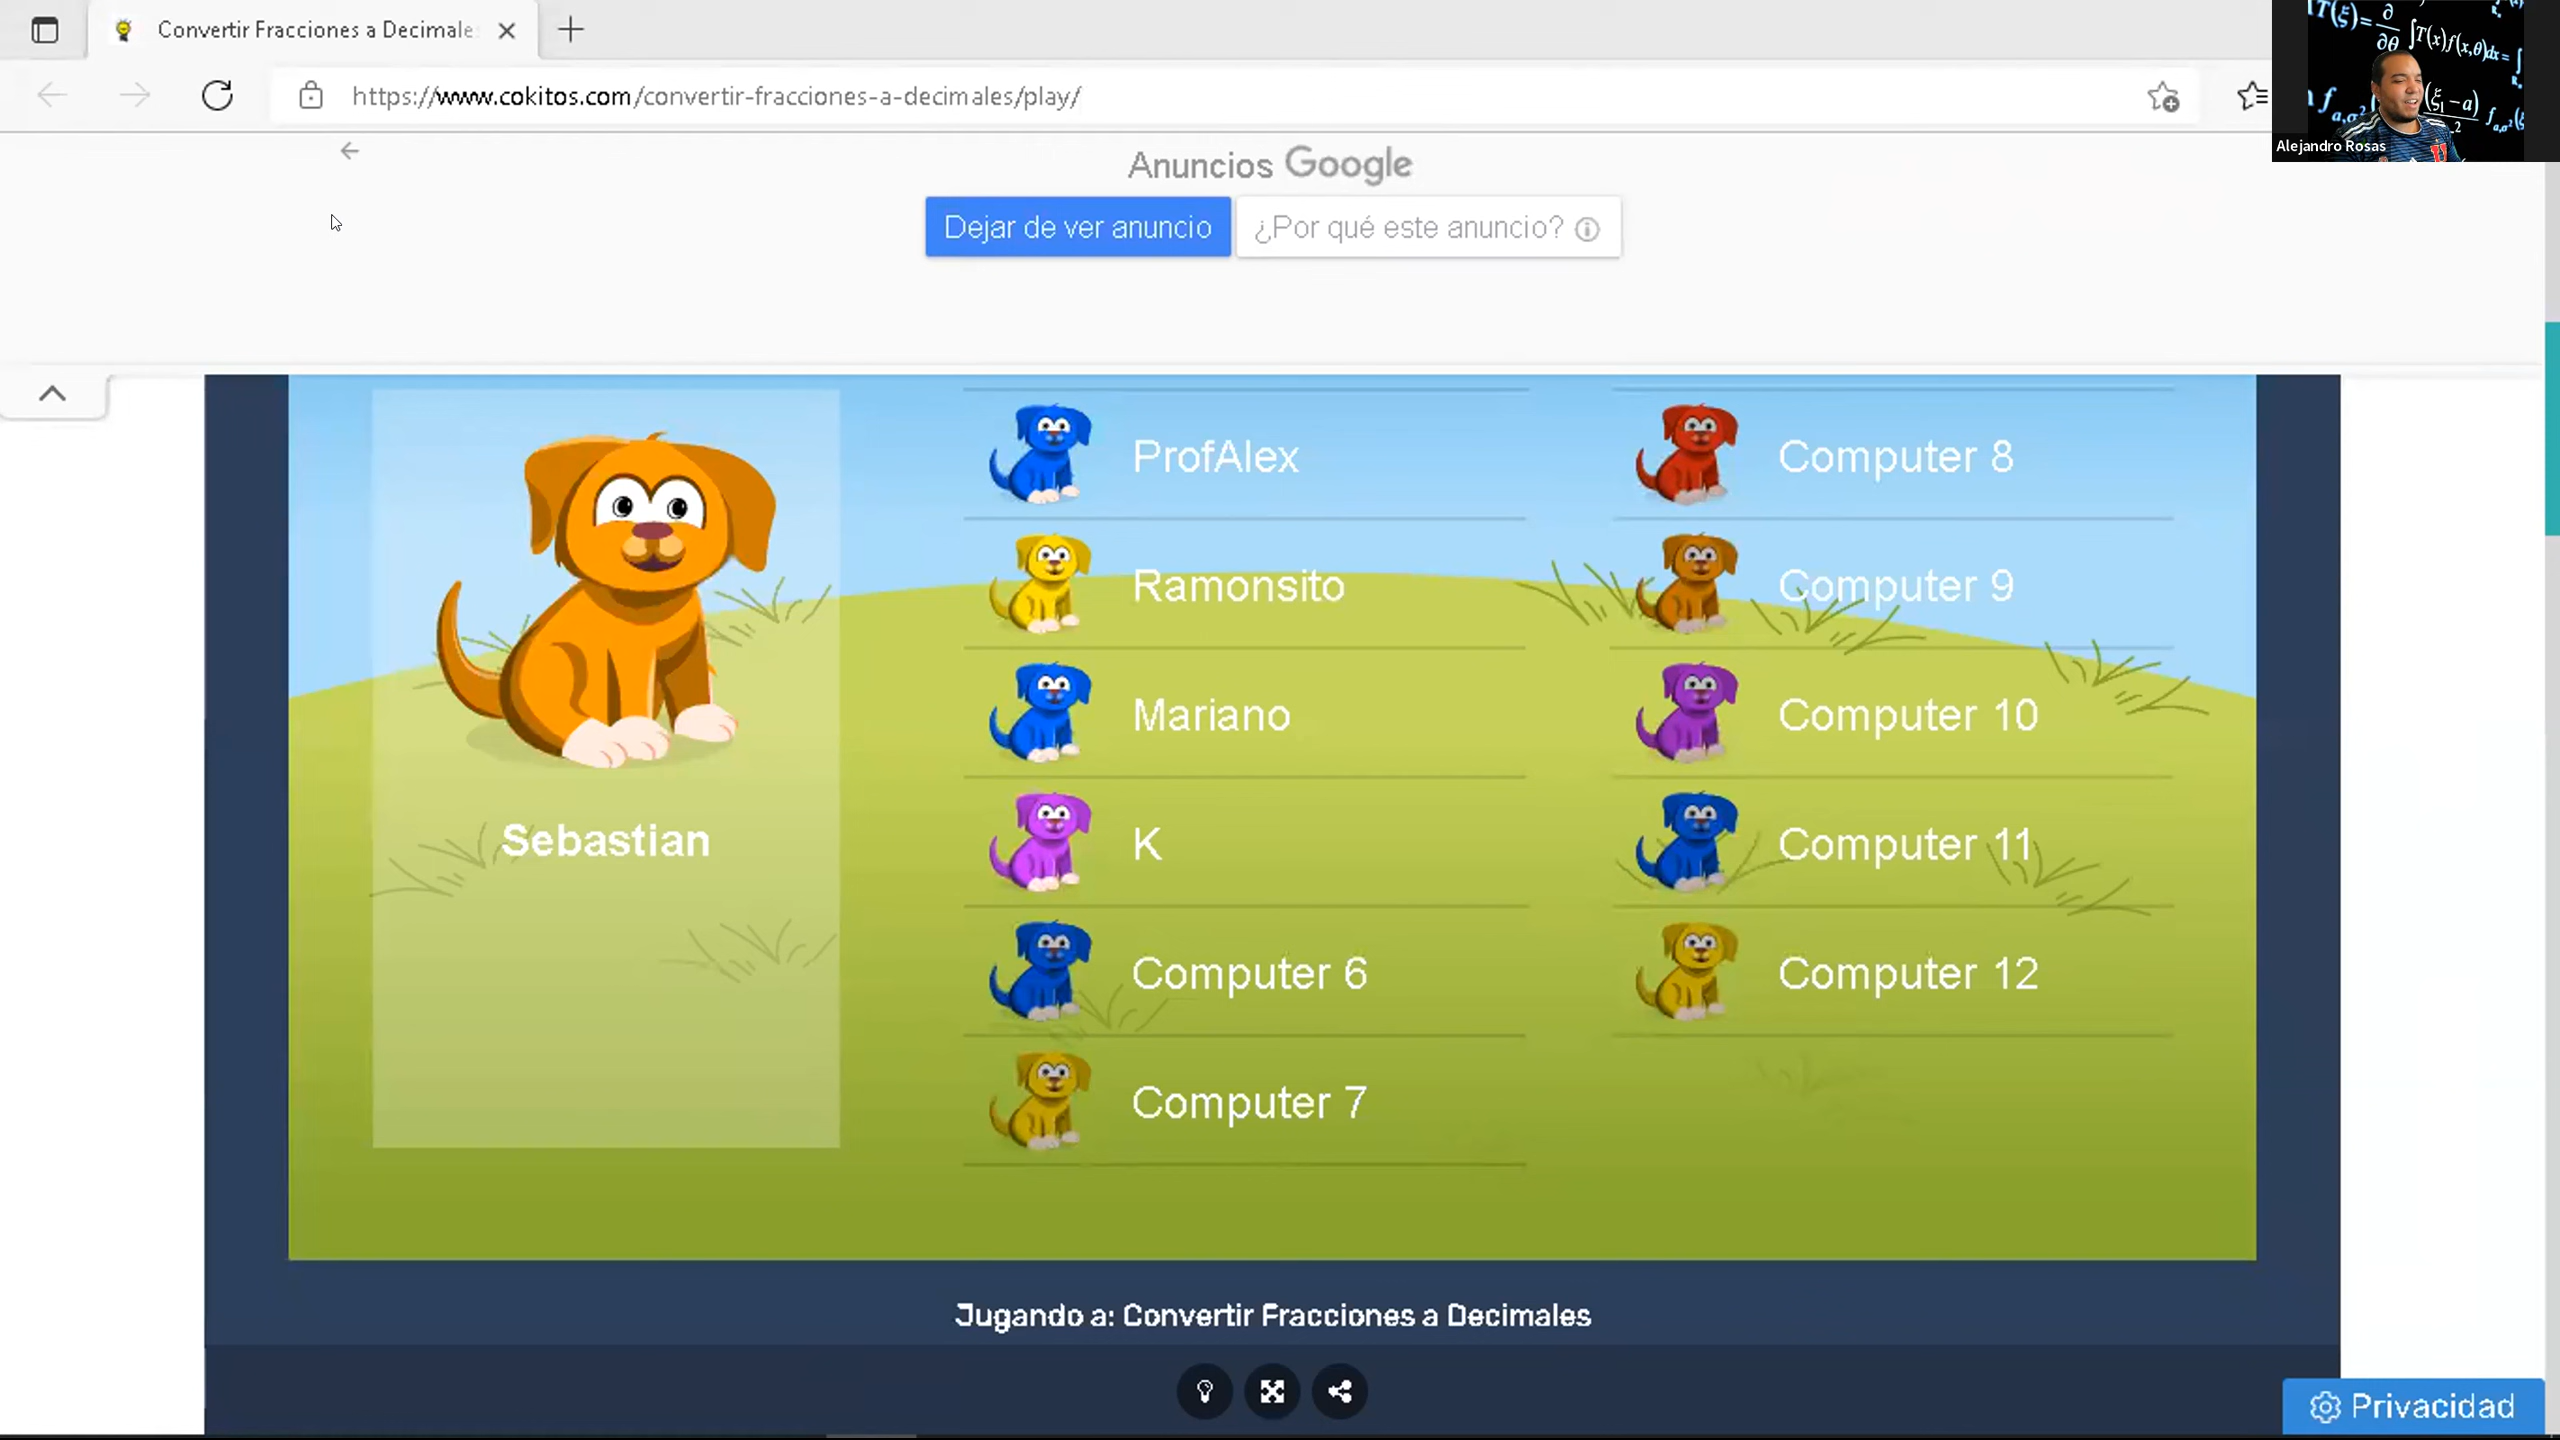 Convertir Fracciones a Decimale
https://www.cokitos.com/convertir-fracciones-a-decimales/play/
Alejandro Rosas
Anuncios Google
Dejar de ver anuncio
¿Por qué este anuncio?
Sebastian
ProfAlex
Ramonsito
Mariano
K
Computer 6
Computer 7
Computer 8
Computer 9
Computer 10
Computer 11
Computer 12
Jugando a: Convertir Fracciones a Decimales
Privacidad